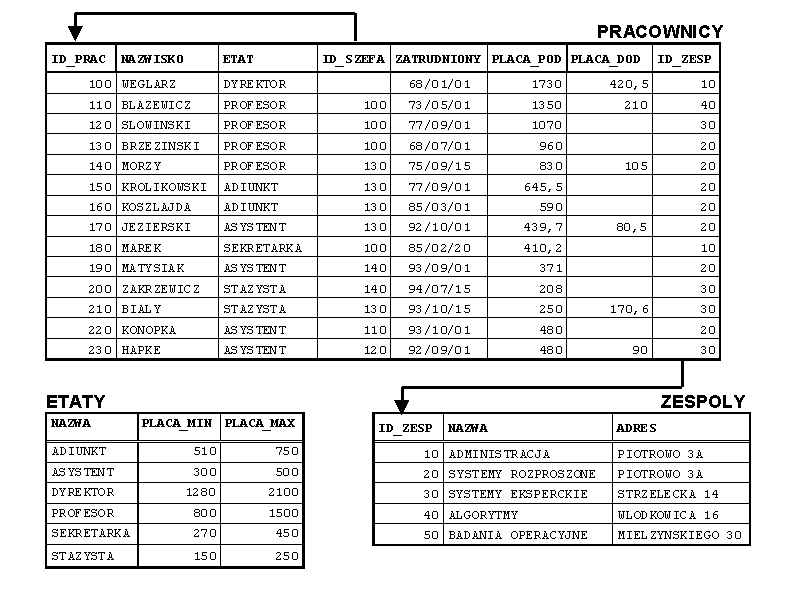 PRACOWNICY
ID_PRAC NAZWISKO ETAT ID_SZEFA ZATRUDNIONY PLACA_POD PLACA_DOD ID_ZESP
100 WEGLARZ DYREKTOR 68/01/01 1730 420,5 10
110 BLAZEWICZ PROFESOR 100 73/05/01 1350 210 40
120 SLOWINSKI PROFESOR 100 77/09/01 1070 30
130 BRZEZINSKI PROFESOR 100 68/07/01 960 20
140 MORZY PROFESOR 130 75/09/15 830 105 20
150 KROLIKOWSKI ADIUNKT 130 77/09/01 645,5 20
160 KOSZLAJDA ADIUNKT 130 85/03/01 590 20
170 JEZIERSKI ASYSTENT 130 92/10/01 439,7 80,5 20
180 MAREK SEKRETARKA 100 85/02/20 410,2 10
190 MATYSIAK ASYSTENT 140 93/09/01 371 20
200 ZAKRZEWICZ STAZYSTA 140 94/07/15 208 30
210 BIALY STAZYSTA 130 93/10/15 250 170,6 30
220 KONOPKA ASYSTENT 110 93/10/01 480 20
230 HAPKE ASYSTENT 120 92/09/01 480 90 30
ETATY
NAZWA PLACA_MIN PLACA_MAX
ADIUNKT 510 750
ASYSTENT 300 500
DYREKTOR 1280 2100
PROFESOR 800 1500
SEKRETARKA 270 450
STAZYSTA 150 250
ZESPOLY
ID_ZESP NAZWA ADRES
10 ADMINISTRACJA PIOTROWO 3A
20 SYSTEMY ROZPROSZONE PIOTROWO 3A
30 SYSTEMY EKSPERCKIE STRZELECKA 14
40 ALGORYTMY WLODKOWICA 16
50 BADANIA OPERACYJNE MIELZYNSKIEGO 30